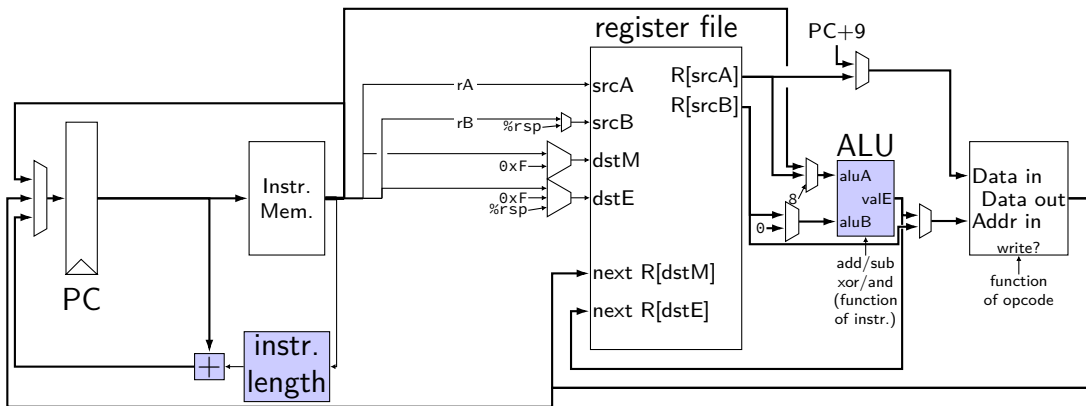 register file
PC+9
rA
srcA
R[srcA]
R[srcB]
rB
%rsp
srcB
ALU
Instr.
Mem.
0xF
dstM
0xF
%rsp
dstE
8
aluA
valE
aluB
0
Data in
Data out
Addr in
write?
PC
next R[dstM]
add/sub
xor/and
(function
of instr.)
function
of opcode
next R[dstE]
+
instr.
length